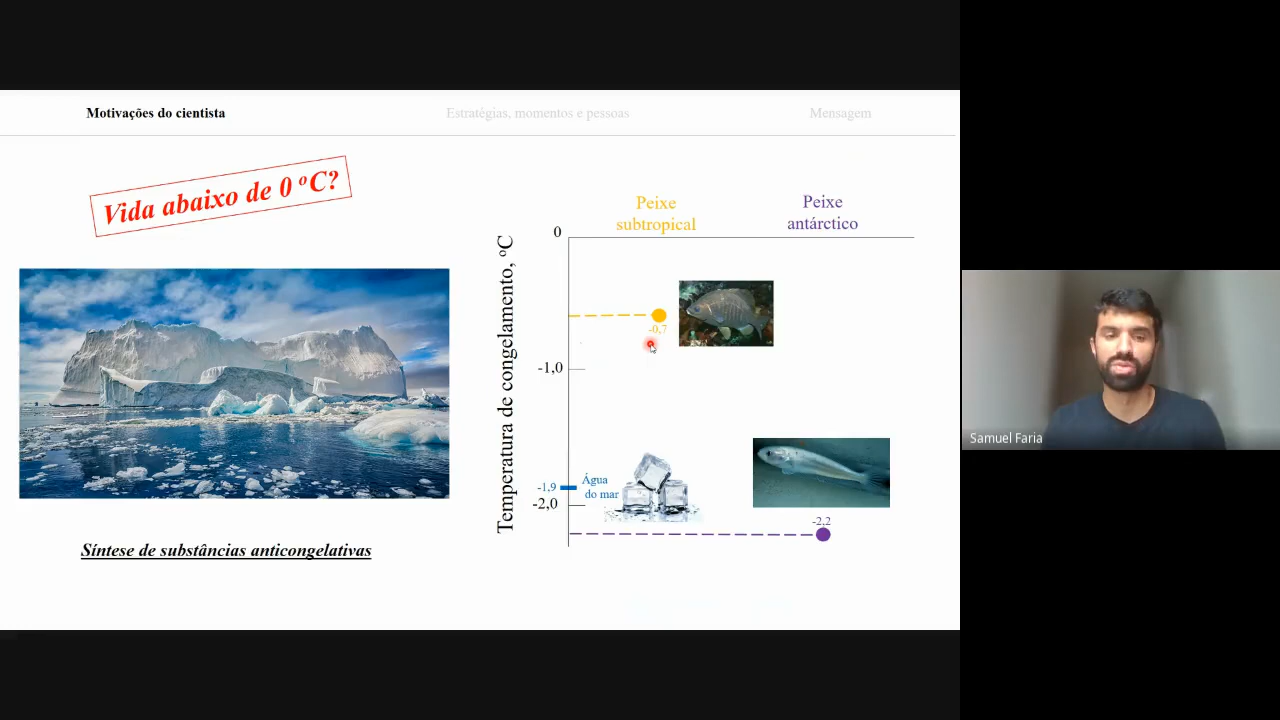 Motivações do cientista
Estratégias, momentos e pessoas
Mensagem
Vida abaixo de 0 ºC?
Síntese de substâncias anticongelativas
Temperatura de congelamento, ºC
Peixe
subtropical
Peixe
antárctico
0
-0,7
-1,0
-1,9
Água
do mar
-2,0
-2,2
Samuel Faria